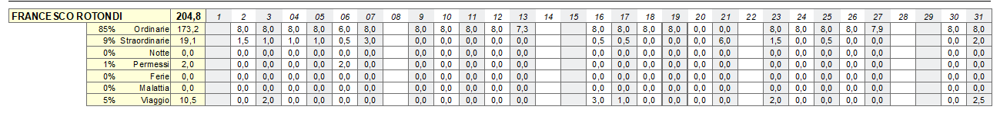 FRANCESCO ROTONDI 204,8 1 2 3 04 05 06 07 08 9 10 11 12 13 14 15 16 17 18 19 20 21 22 23 24 25 26 27 28 29 30 31
85% Ordinarie 173,2 8,0 8,0 8,0 8,0 6,0 8,0 8,0 8,0 8,0 8,0 7,3 8,0 8,0 8,0 8,0 0,0 0,0 8,0 8,0 8,0 8,0 7,9 8,0 8,0
9% Straordinarie 19,1 1,5 1,0 1,0 1,0 0,5 3,0 0,0 0,0 0,0 0,0 0,0 0,5 0,5 0,0 0,0 0,0 6,0 1,5 0,0 0,5 0,0 0,0 0,0 2,0
0% Notte 0,0 0,0 0,0 0,0 0,0 0,0 0,0 0,0 0,0 0,0 0,0 0,0 0,0 0,0 0,0 0,0 0,0 0,0 0,0 0,0 0,0 0,0 0,0 0,0 0,0
1% Permessi 2,0 0,0 0,0 0,0 0,0 2,0 0,0 0,0 0,0 0,0 0,0 0,0 0,0 0,0 0,0 0,0 0,0 0,0 0,0 0,0 0,0 0,0 0,0 0,0 0,0
0% Ferie 0,0 0,0 0,0 0,0 0,0 0,0 0,0 0,0 0,0 0,0 0,0 0,0 0,0 0,0 0,0 0,0 0,0 0,0 0,0 0,0 0,0 0,0 0,0 0,0 0,0
0% Malattia 0,0 0,0 0,0 0,0 0,0 0,0 0,0 0,0 0,0 0,0 0,0 0,0 0,0 0,0 0,0 0,0 0,0 0,0 0,0 0,0 0,0 0,0 0,0 0,0 0,0
5% Viaggio 10,5 0,0 2,0 0,0 0,0 0,0 0,0 0,0 0,0 0,0 0,0 0,0 3,0 1,0 0,0 0,0 0,0 0,0 2,0 0,0 0,0 0,0 0,0 0,0 2,5